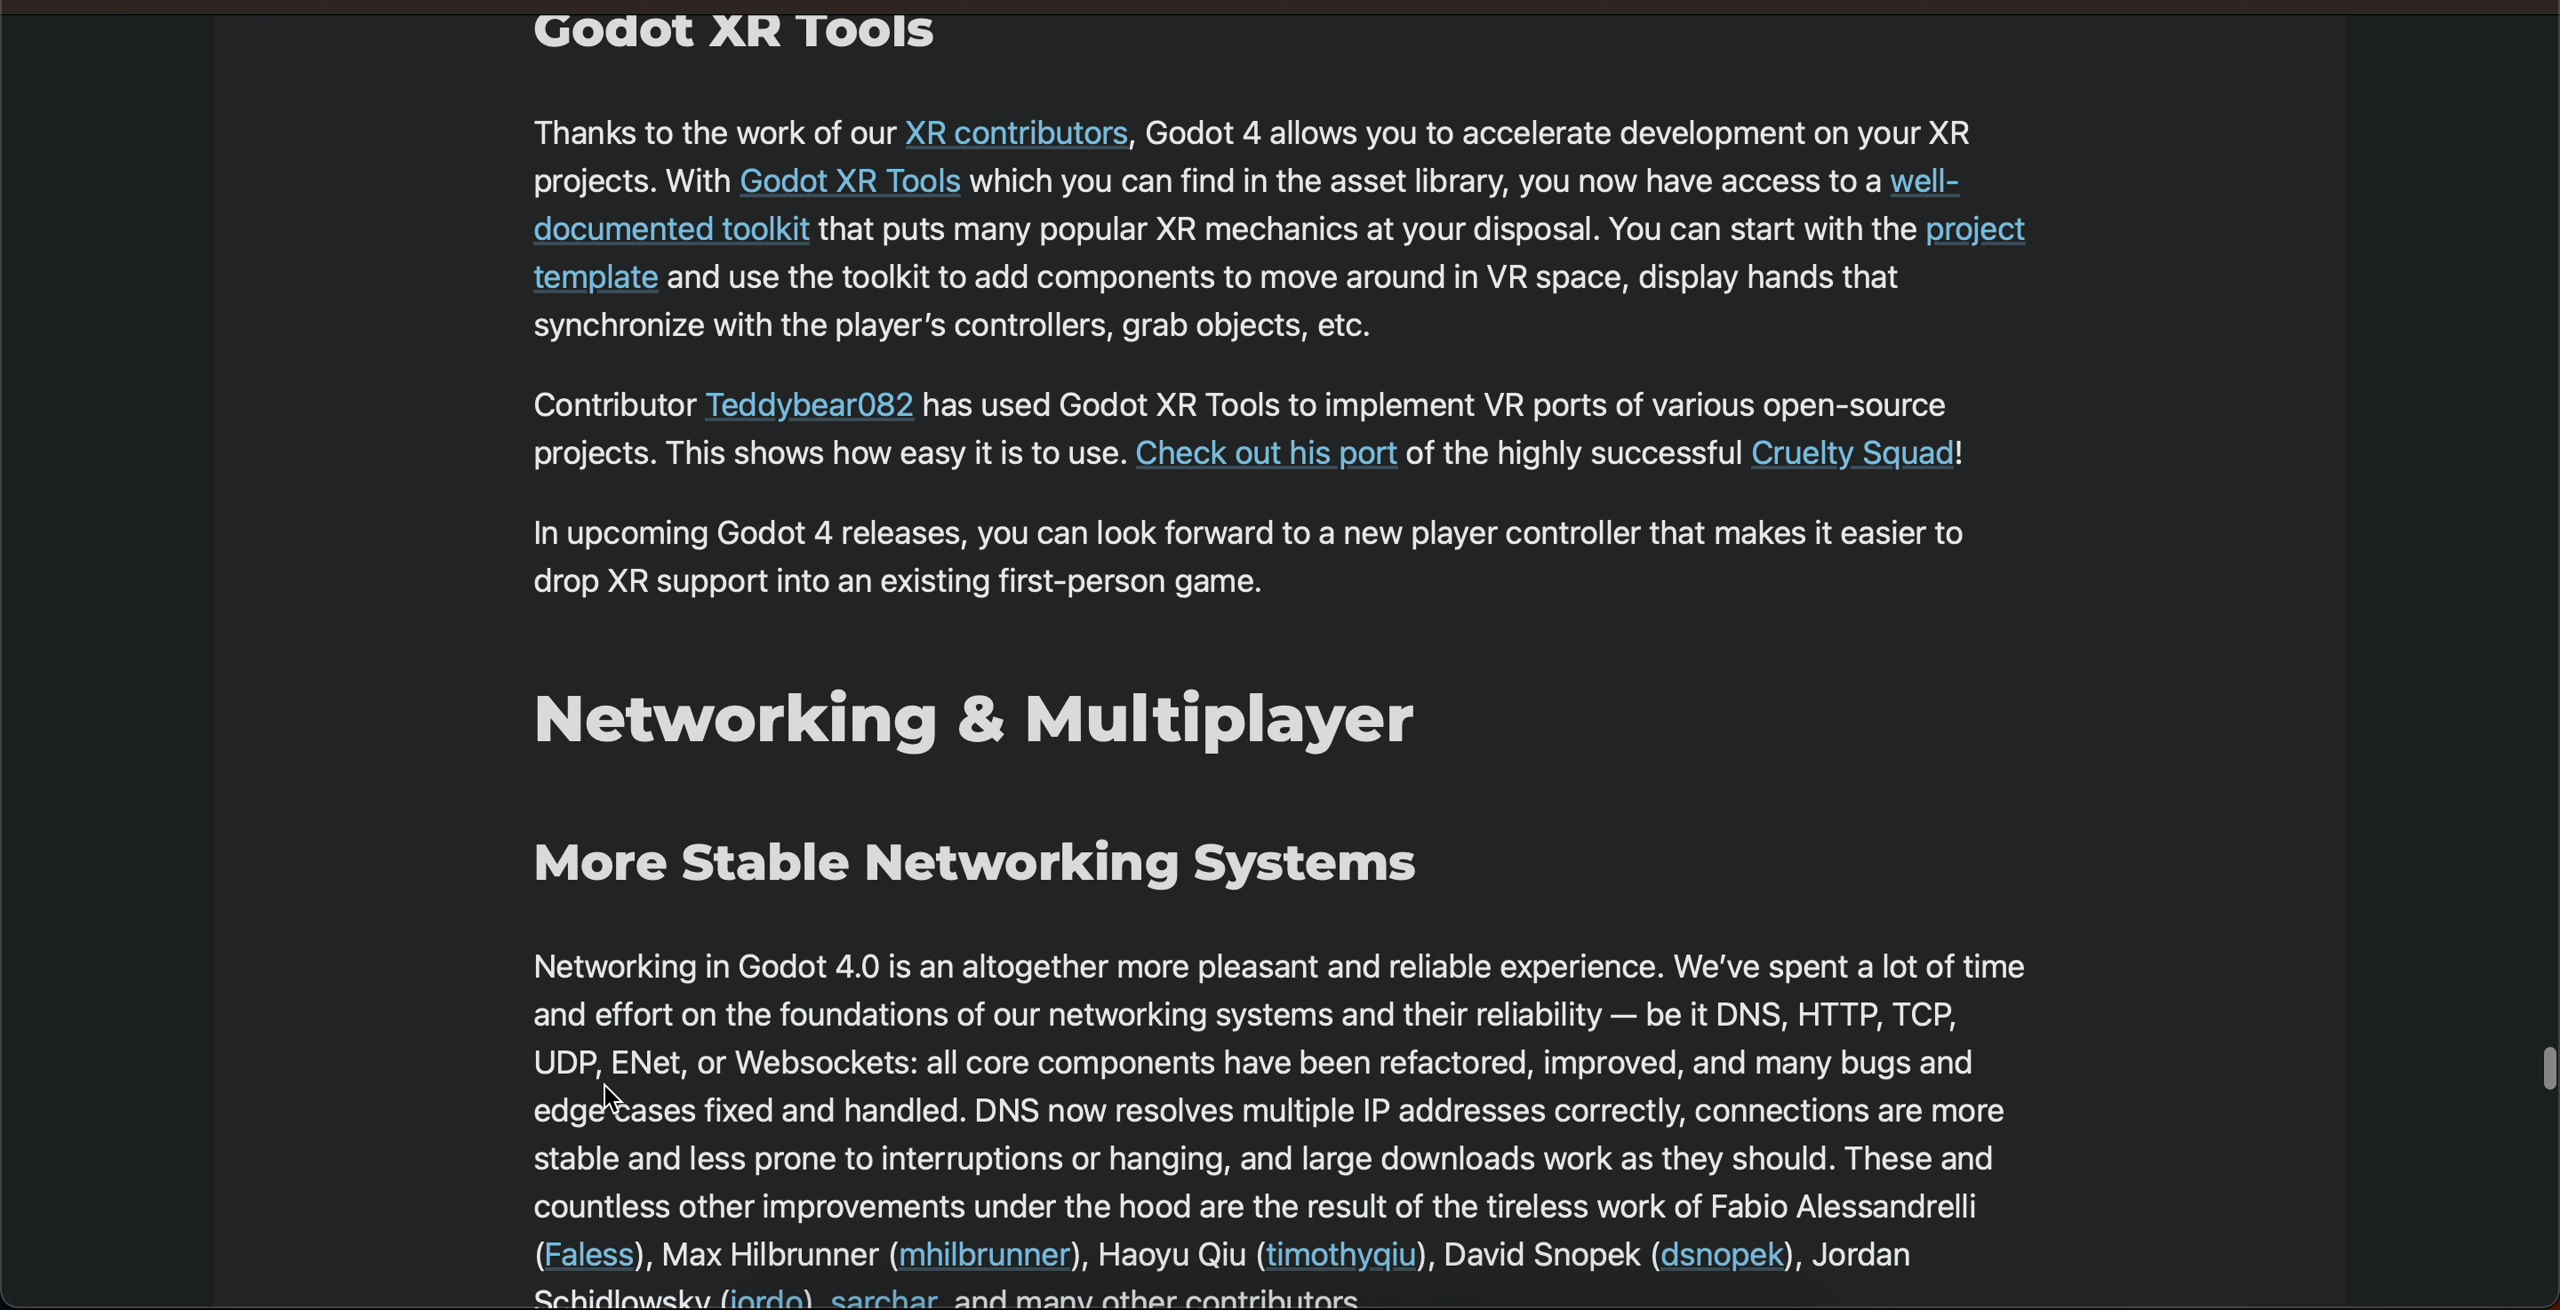 Godot XR Tools
Thanks to the work of our XR contributors, Godot 4 allows you to accelerate development on your XR
projects. With Godot XR Tools which you can find in the asset library, you now have access to a well-
documented toolkit that puts many popular XR mechanics at your disposal. You can start with the project
template and use the toolkit to add components to move around in VR space, display hands that
synchronize with the player’s controllers, grab objects, etc.
Contributor Teddybear082 has used Godot XR Tools to implement VR ports of various open-source
projects. This shows how easy it is to use. Check out his port of the highly successful Cruelty Squad!
In upcoming Godot 4 releases, you can look forward to a new player controller that makes it easier to
drop XR support into an existing first-person game.
Networking & Multiplayer
More Stable Networking Systems
Networking in Godot 4.0 is an altogether more pleasant and reliable experience. We’ve spent a lot of time
and effort on the foundations of our networking systems and their reliability — be it DNS, HTTP, TCP,
UDP, ENet, or Websockets: all core components have been refactored, improved, and many bugs and
edge cases fixed and handled. DNS now resolves multiple IP addresses correctly, connections are more
stable and less prone to interruptions or hanging, and large downloads work as they should. These and
countless other improvements under the hood are the result of the tireless work of Fabio Alessandrelli
(Faless), Max Hilbrunner (mhilbrunner), Haoyu Qiu (timothyqiu), David Snopek (dsnopek), Jordan
Schidlowsky (jordo), sarchar, and many other contributors.